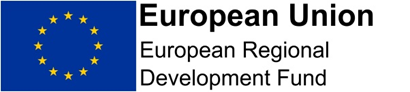 European Union
European Regional
Development Fund